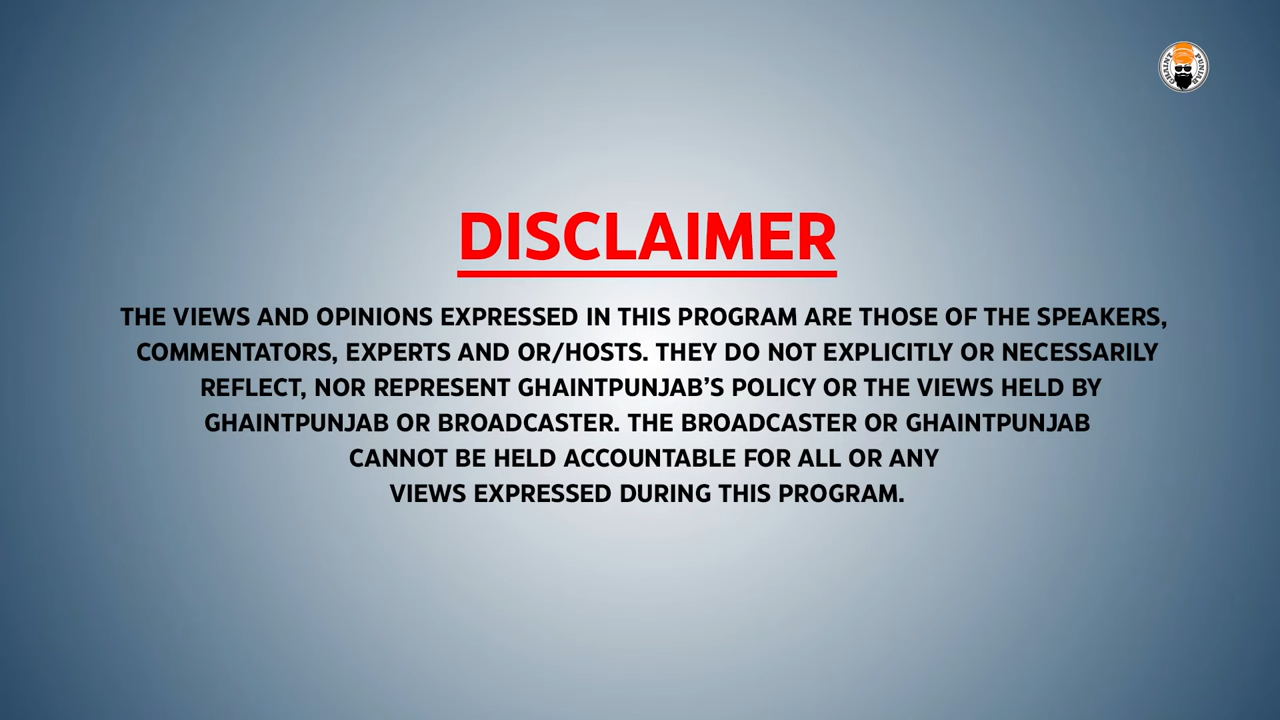 GHAINT PUNJAB
DISCLAIMER
THE VIEWS AND OPINIONS EXPRESSED IN THIS PROGRAM ARE THOSE OF THE SPEAKERS,
COMMENTATORS, EXPERTS AND OR/HOSTS. THEY DO NOT EXPLICITLY OR NECESSARILY
REFLECT, NOR REPRESENT GHAINTPUNJAB’S POLICY OR THE VIEWS HELD BY
GHAINTPUNJAB OR BROADCASTER. THE BROADCASTER OR GHAINTPUNJAB
CANNOT BE HELD ACCOUNTABLE FOR ALL OR ANY
VIEWS EXPRESSED DURING THIS PROGRAM.